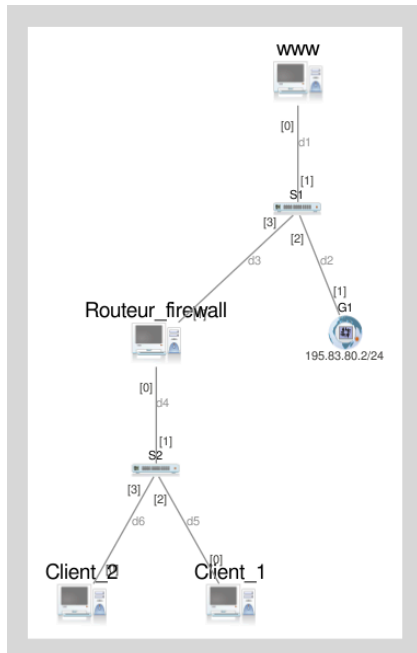 www
[0]
d1
[1]
S1
[3]
[2]
d3
d2
[1]
G1
Routeur_firewall
195.83.80.2/24
[0]
d4
[1]
S2
[3]
[2]
d6
d5
[0]
Client_2
Client_1